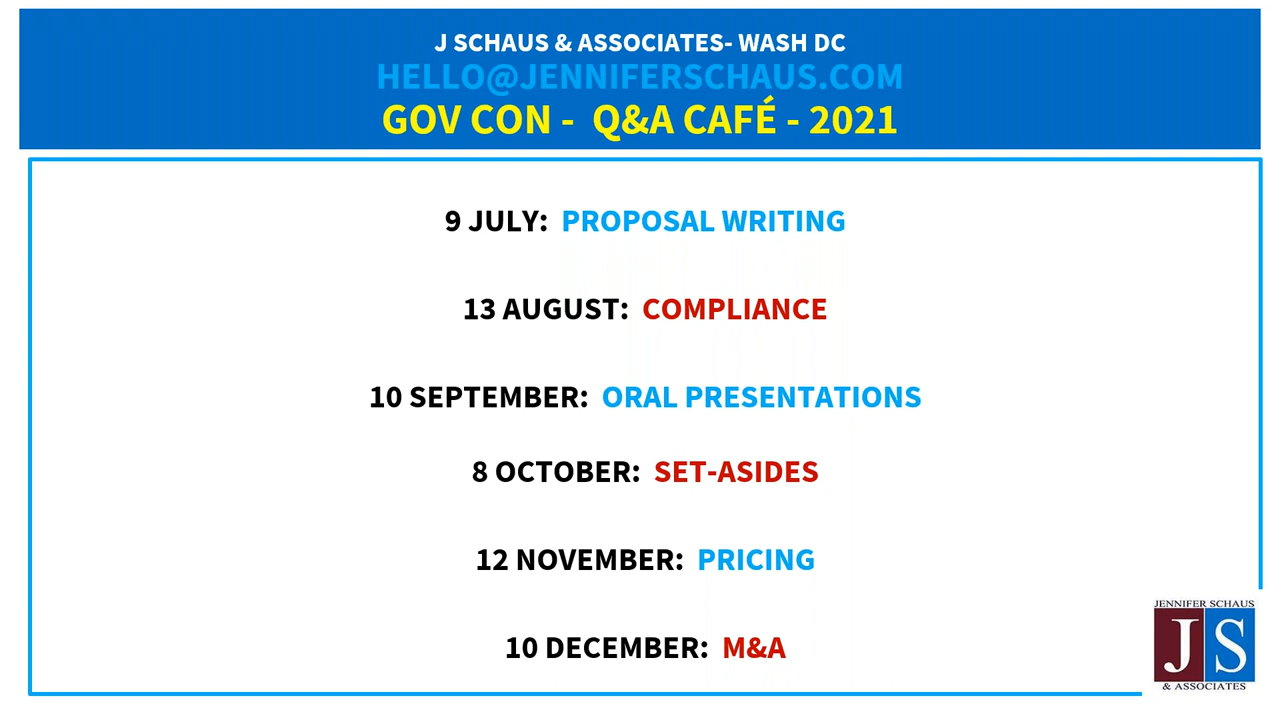 J SCHAUS & ASSOCIATES- WASH DC
HELLO@JENNIFERSCHAUS.COM
GOV CON - Q&A CAFÉ - 2021
9 JULY: PROPOSAL WRITING
13 AUGUST: COMPLIANCE
10 SEPTEMBER: ORAL PRESENTATIONS
8 OCTOBER: SET-ASIDES
12 NOVEMBER: PRICING
10 DECEMBER: M&A
JENNIFER SCHAUS
JS
& ASSOCIATES